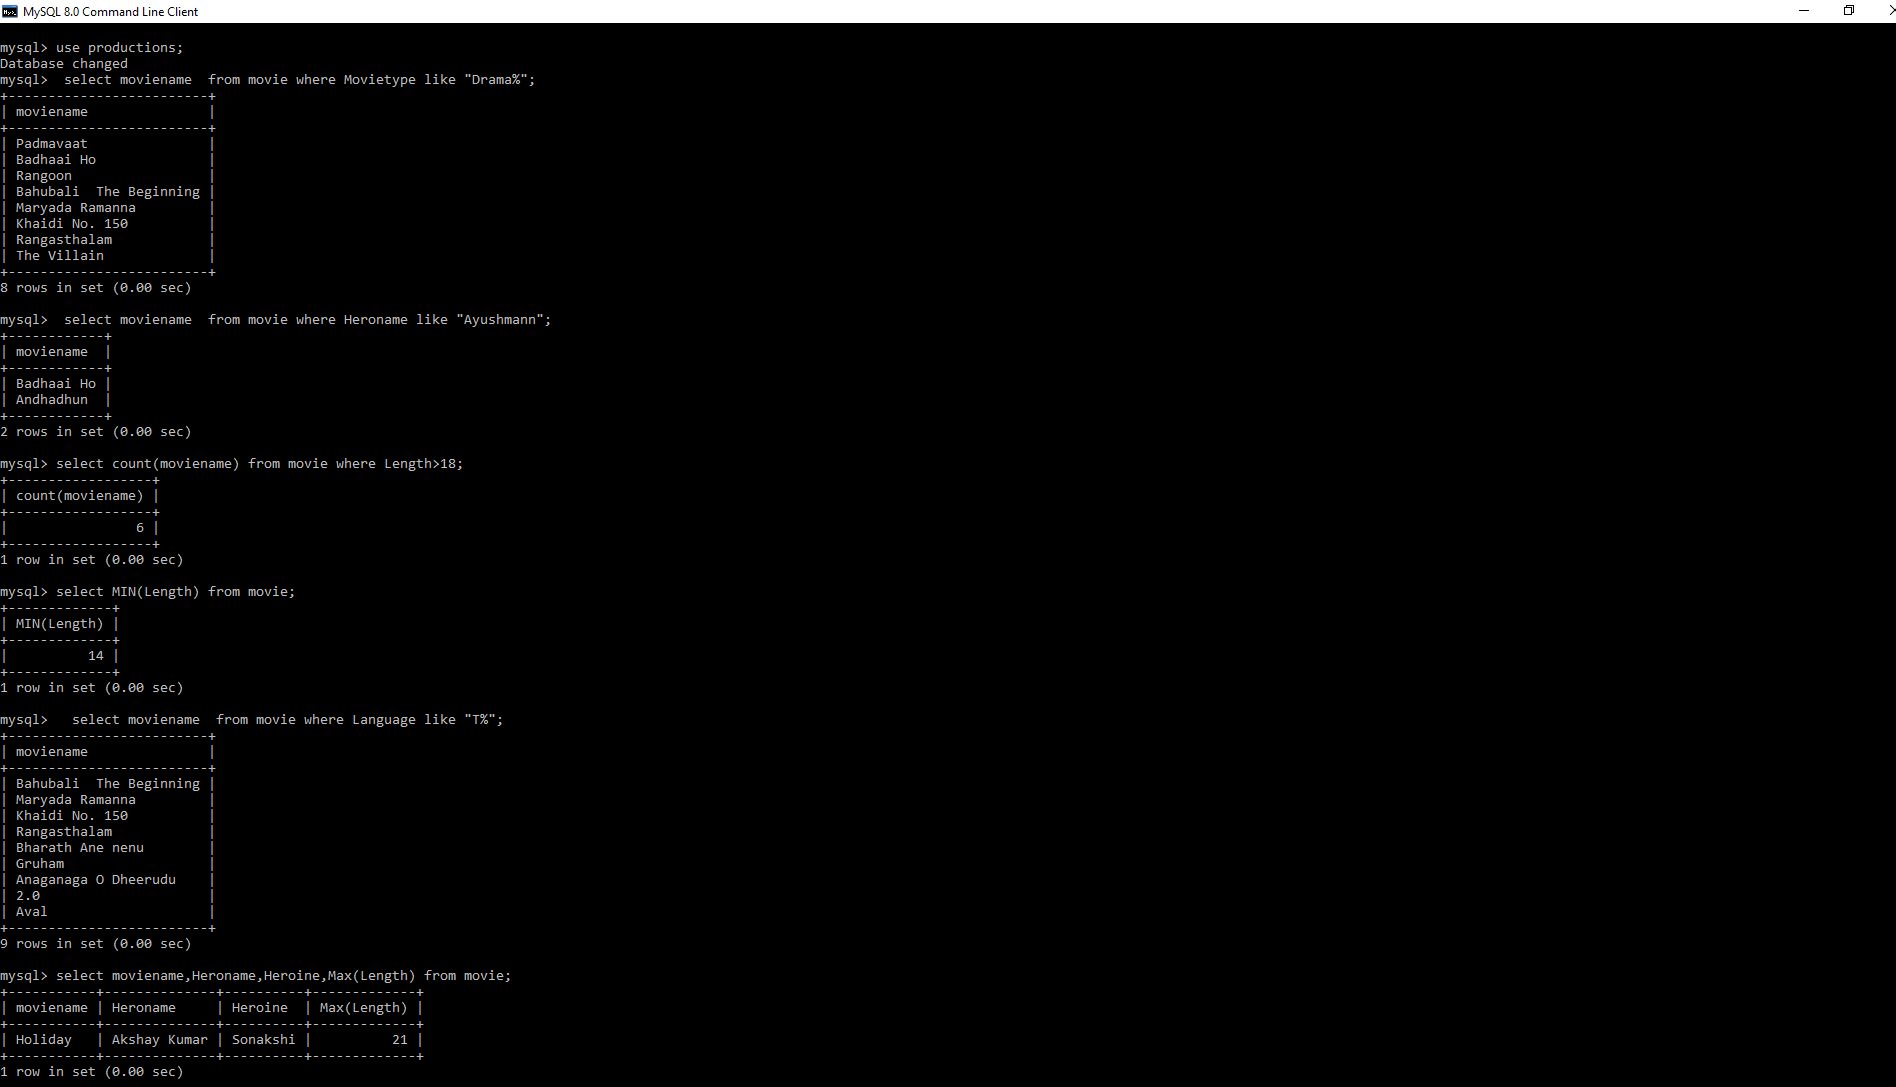 MySQL 8.0 Command Line Client
mysql> use productions;
Database changed
mysql>  select moviename  from movie where Movietype like "Drama%";
+-------------------------+
| moviename               |
+-------------------------+
| Padmavaat               |
| Badhaai Ho              |
| Rangoon                 |
| Bahubali  The Beginning |
| Maryada Ramanna         |
| Khaidi No. 150          |
| Rangasthalam            |
| The Villain             |
+-------------------------+
8 rows in set (0.00 sec)
mysql>  select moviename  from movie where Heroname like "Ayushmann";
+------------+
| moviename  |
+------------+
| Badhaai Ho |
| Andhadhun  |
+------------+
2 rows in set (0.00 sec)
mysql> select count(moviename) from movie where Length>18;
+------------------+
| count(moviename) |
+------------------+
|                6 |
+------------------+
1 row in set (0.00 sec)
mysql> select MIN(Length) from movie;
+-------------+
| MIN(Length) |
+-------------+
|          14 |
+-------------+
1 row in set (0.00 sec)
mysql>   select moviename  from movie where Language like "T%";
+-------------------------+
| moviename               |
+-------------------------+
| Bahubali  The Beginning |
| Maryada Ramanna         |
| Khaidi No. 150          |
| Rangasthalam            |
| Bharath Ane nenu        |
| Gruham                  |
| Anaganaga O Dheerudu    |
| 2.0                     |
| Aval                    |
+-------------------------+
9 rows in set (0.00 sec)
mysql> select moviename,Heroname,Heroine,Max(Length) from movie;
+-----------+--------------+----------+-------------+
| moviename | Heroname     | Heroine  | Max(Length) |
+-----------+--------------+----------+-------------+
| Holiday   | Akshay Kumar | Sonakshi |          21 |
+-----------+--------------+----------+-------------+
1 row in set (0.00 sec)